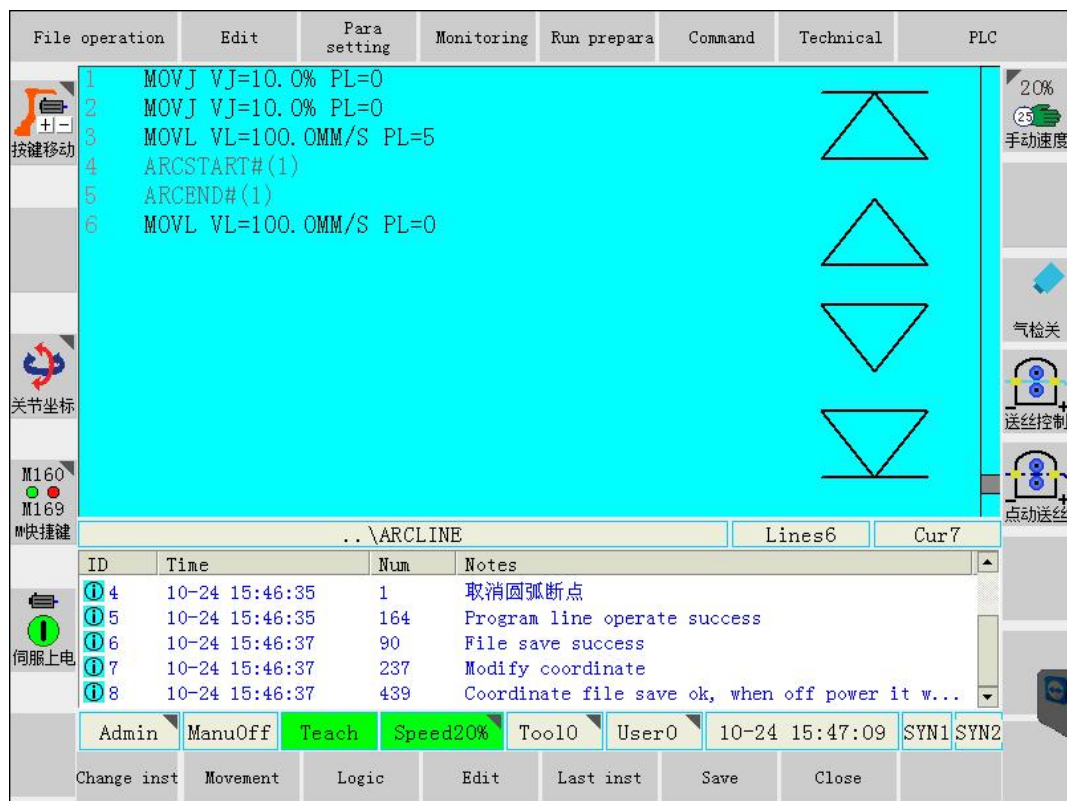 File operation Edit Para setting Monitoring Run prepara Command Technical PLC
1 MOVJ VJ=10.0% PL=0
2 MOVJ VJ=10.0% PL=0
3 MOVL VL=100.0MM/S PL=5
4 ARCSTART#(1)
5 ARCEND#(1)
6 MOVL VL=100.0MM/S PL=0
+ -
按键移动
关节坐标
M160
M169
M快捷键
伺服上电
20%
25
手动速度
气检关
- +
送丝控制
- +
点动送丝
..\ARCLINE Lines6 Cur7
ID Time Num Notes
4 10-24 15:46:35 1 取消圆弧断点
5 10-24 15:46:35 164 Program line operate success
6 10-24 15:46:37 90 File save success
7 10-24 15:46:37 237 Modify coordinate
8 10-24 15:46:37 439 Coordinate file save ok, when off power it w...
Admin ManuOff Teach Speed20% Tool0 User0 10-24 15:47:09 SYN1 SYN2
Change inst Movement Logic Edit Last inst Save Close